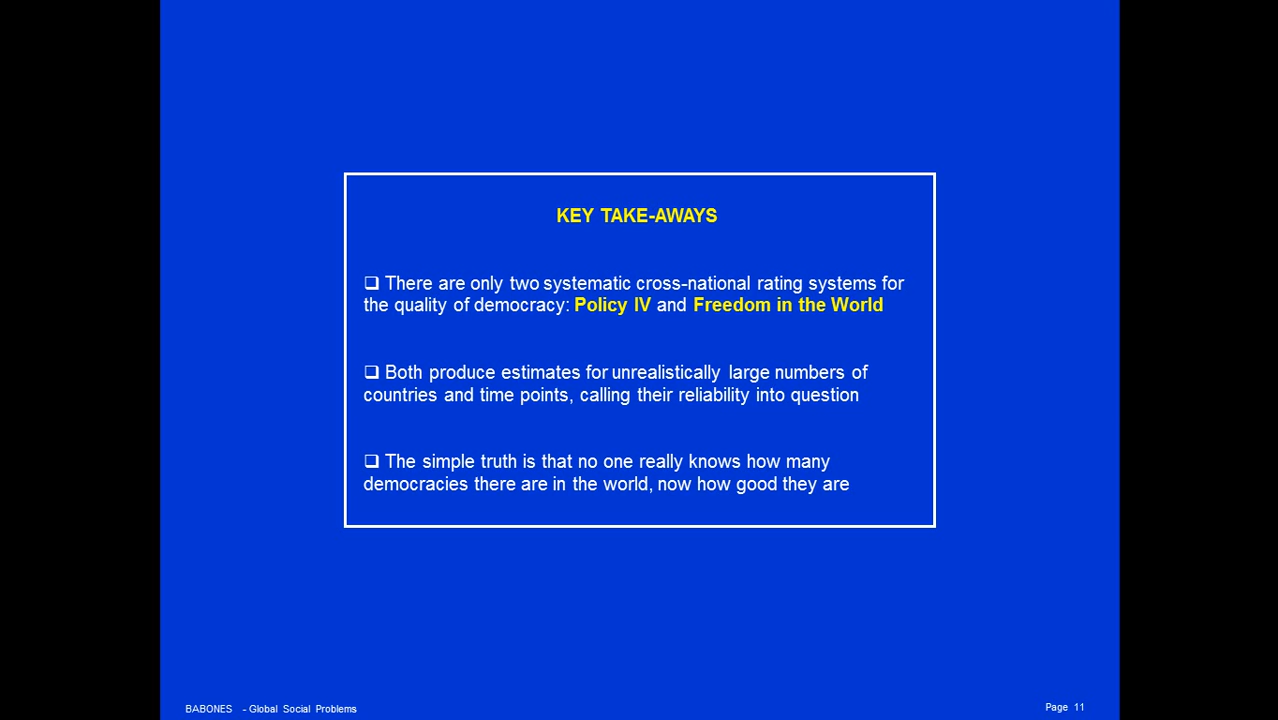 KEY TAKE-AWAYS
❑ There are only two systematic cross-national rating systems for
the quality of democracy: Policy IV and Freedom in the World
❑ Both produce estimates for unrealistically large numbers of
countries and time points, calling their reliability into question
❑ The simple truth is that no one really knows how many
democracies there are in the world, now how good they are
BABONES - Global Social Problems
Page 11